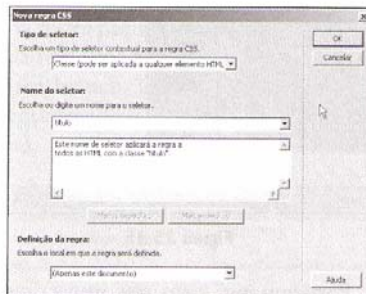 Nova regra CSS
Tipo de seletor:
Escolha um tipo de seletor contextual para a regra CSS.
Classe (pode ser aplicada a qualquer elemento HTML)
OK
Cancelar
Nome do seletor:
Escolha ou digite um nome para o seletor.
titulo
Este nome de seletor aplicará a regra a
todos os HTML com a classe "titulo".
Definição da regra:
Escolha o local em que a regra será definida.
(Apenas este documento)
Ajuda